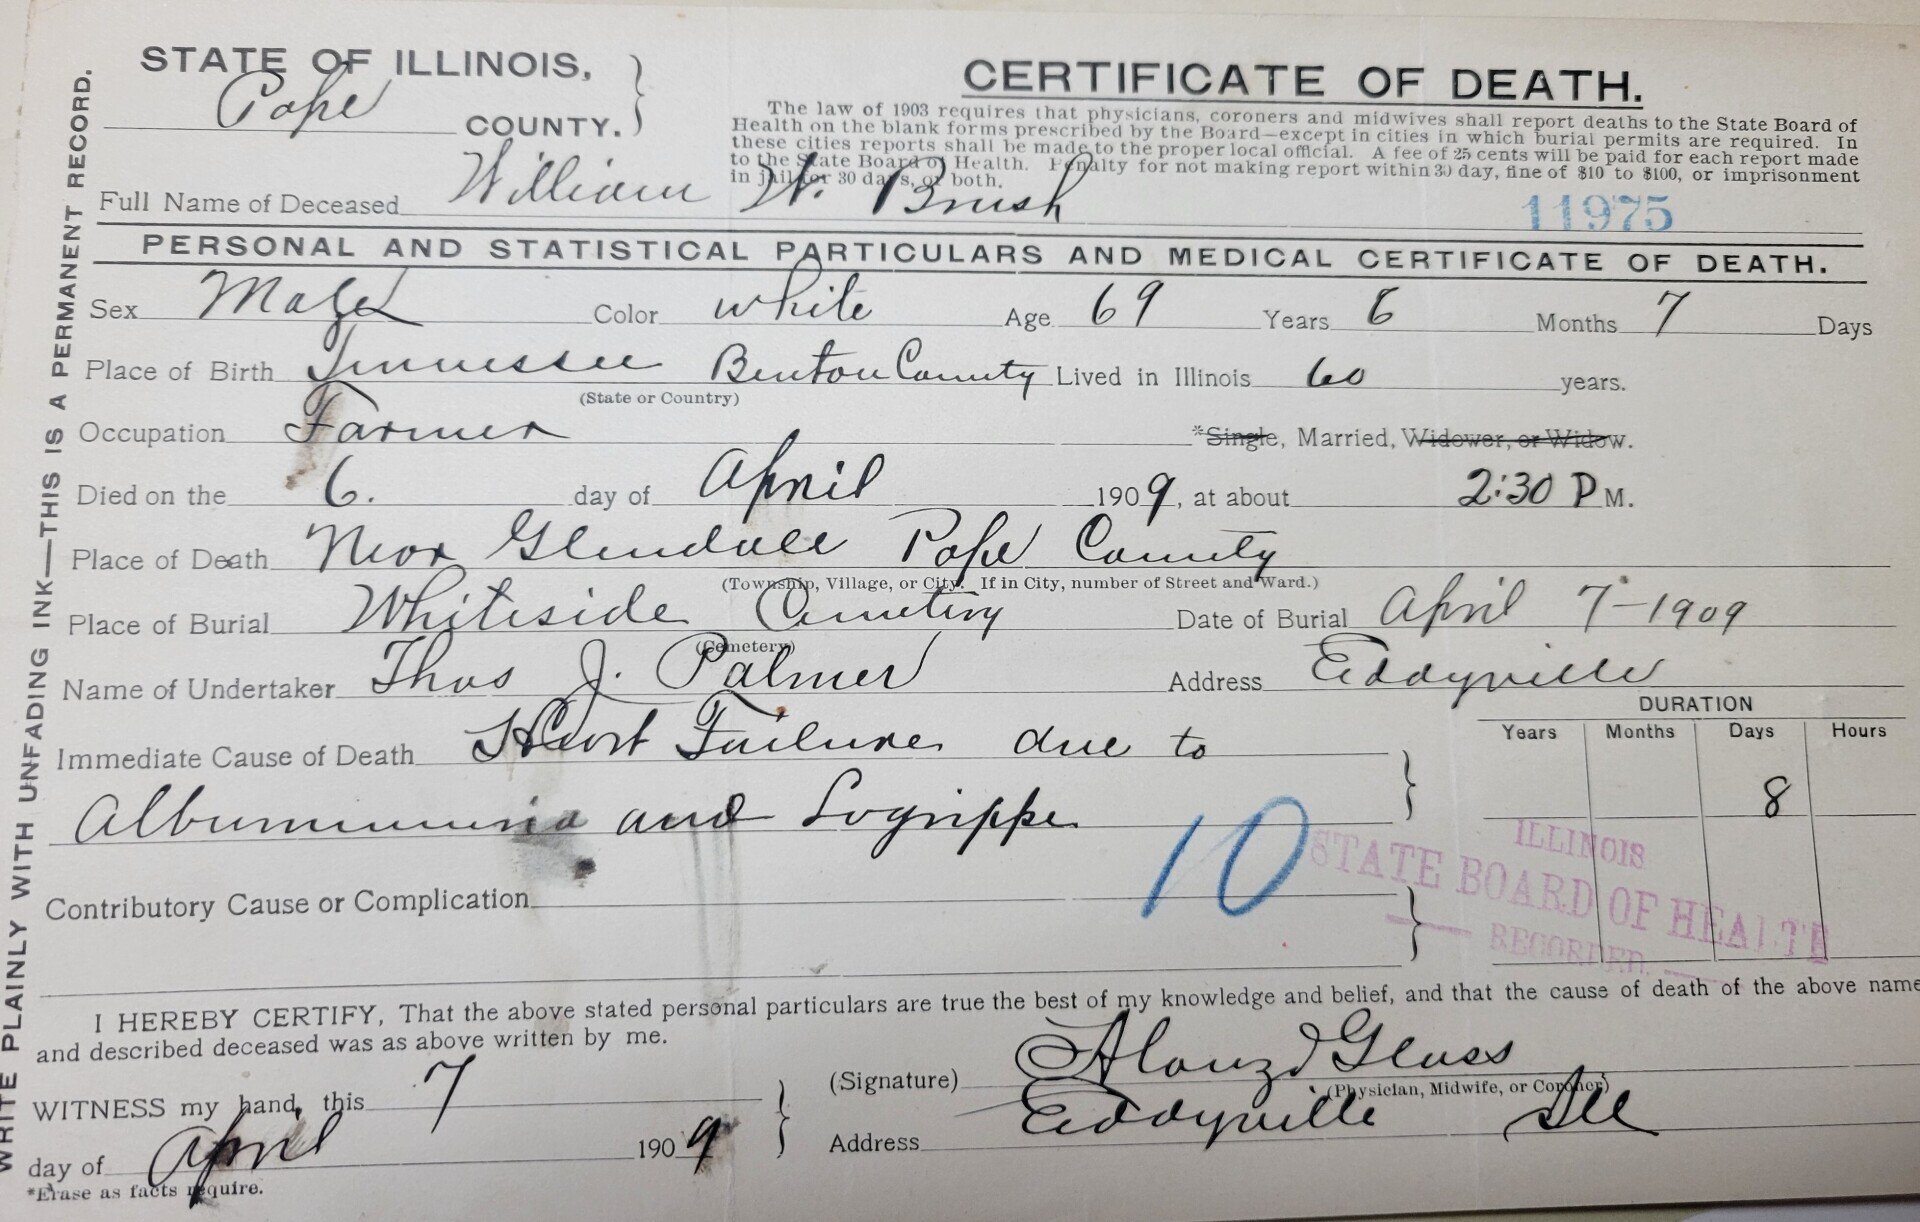 STATE OF ILLINOIS,
Pope COUNTY.
CERTIFICATE OF DEATH.
The law of 1903 requires that physicians, coroners and midwives shall report deaths to the State Board of
Health on the blank forms prescribed by the Board—except in cities in which burial permits are required. In
these cities reports shall be made to the proper local official. A fee of 25 cents will be paid for each report made
to the State Board of Health. Penalty for not making report within 30 day, fine of $10 to $100, or imprisonment
in jail for 30 days, or both.
Full Name of Deceased William W. Brush
11975
PERSONAL AND STATISTICAL PARTICULARS AND MEDICAL CERTIFICATE OF DEATH.
Sex Male Color white Age 69 Years 8 Months 7 Days
Place of Birth Tennessee Benton County Lived in Illinois 60 years.
(State or Country)
Occupation Farmer *Single, Married, Widower, or Widow.
Died on the 6. day of April 1909, at about 2:30 P M.
Place of Death Near Glendale Pope County
(Township, Village, or City. If in City, number of Street and Ward.)
Place of Burial Whiteside Cemetery Date of Burial April 7-1909
(Cemetery)
Name of Undertaker Thos J. Palmer Address Eddyville
DURATION
Years Months Days Hours
Immediate Cause of Death Heart Failure due to
Albuminuria and Lagrippe 8
10
ILLINOIS
STATE BOARD OF HEALTH
RECORDED.
Contributory Cause or Complication
I HEREBY CERTIFY, That the above stated personal particulars are true the best of my knowledge and belief, and that the cause of death of the above name
and described deceased was as above written by me.
WITNESS my hand, this 7
day of April 1909
(Signature) Alonzo Gluss
(Physician, Midwife, or Coroner)
Address Eddyville Ill
*Erase as facts require.
WRITE PLAINLY WITH UNFADING INK—THIS IS A PERMANENT RECORD.